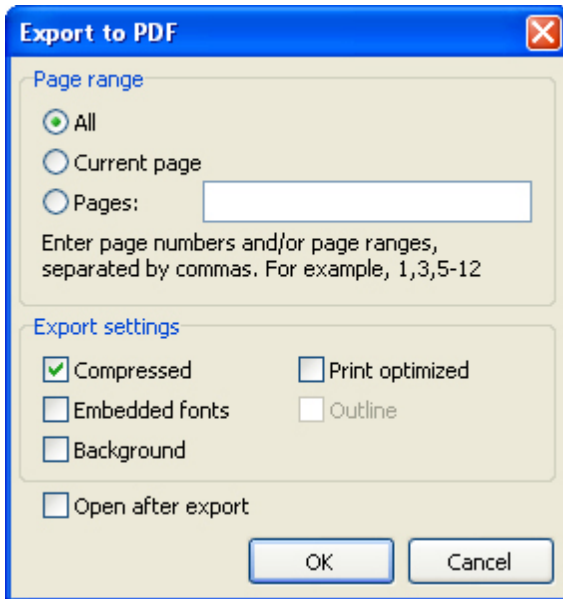 Export to PDF
Page range
All
Current page
Pages:
Enter page numbers and/or page ranges,
separated by commas. For example, 1,3,5-12
Export settings
Compressed
Print optimized
Embedded fonts
Outline
Background
Open after export
OK
Cancel